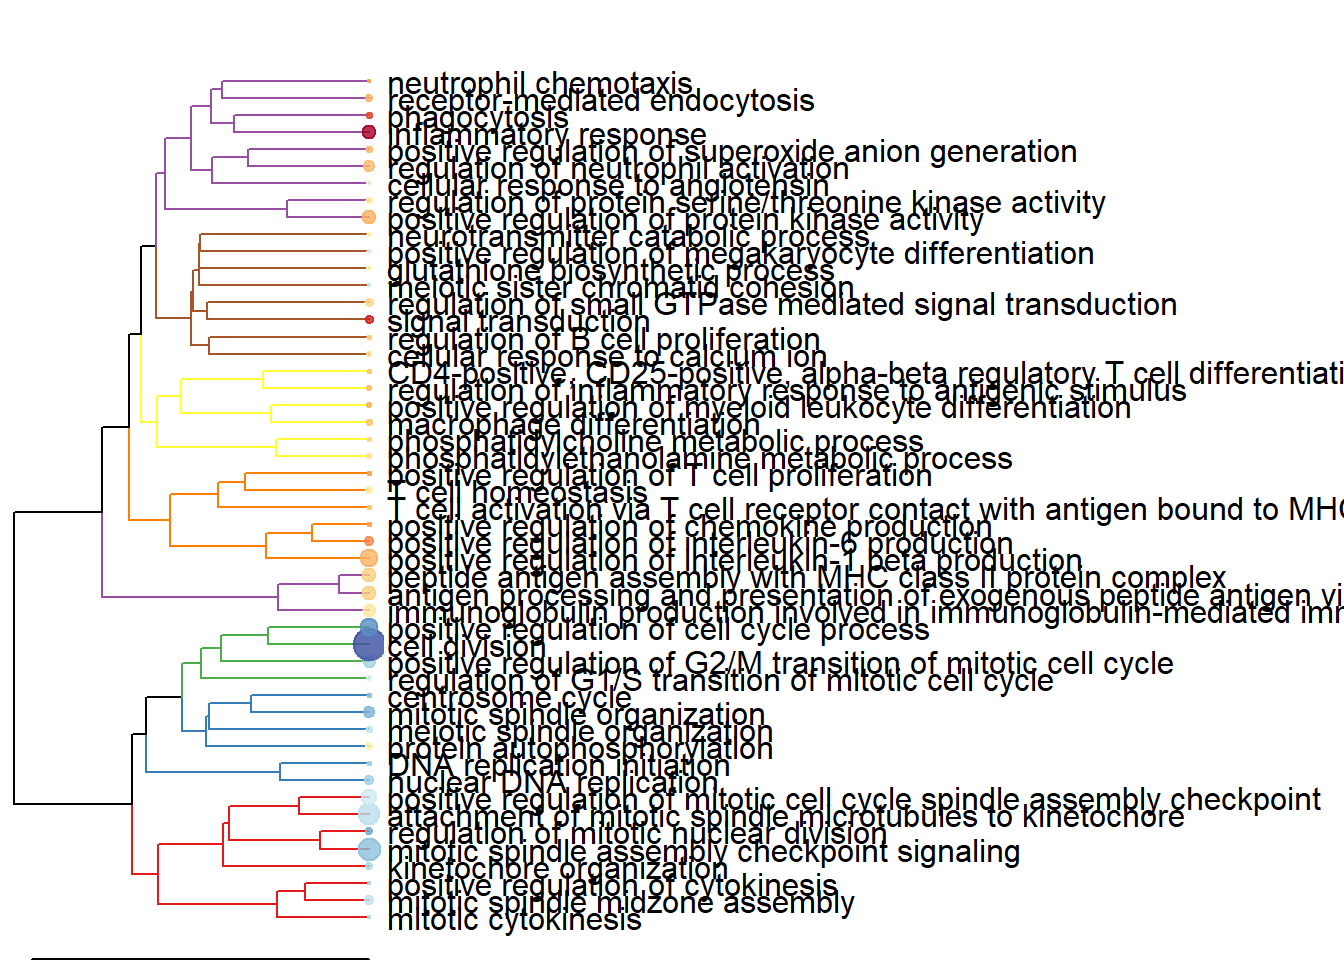 neutrophil chemotaxis
receptor-mediated endocytosis
phagocytosis
inflammatory response
positive regulation of superoxide anion generation
regulation of neutrophil activation
cellular response to angiotensin
regulation of protein serine/threonine kinase activity
positive regulation of protein kinase activity
neurotransmitter catabolic process
positive regulation of megakaryocyte differentiation
glutathione biosynthetic process
meiotic sister chromatid cohesion
regulation of small GTPase mediated signal transduction
signal transduction
regulation of B cell proliferation
cellular response to calcium ion
CD4-positive, CD25-positive, alpha-beta regulatory T cell differentiati
regulation of inflammatory response to antigenic stimulus
positive regulation of myeloid leukocyte differentiation
macrophage differentiation
phosphatidylcholine metabolic process
phosphatidylethanolamine metabolic process
positive regulation of T cell proliferation
T cell homeostasis
T cell activation via T cell receptor contact with antigen bound to MHC
positive regulation of chemokine production
positive regulation of interleukin-6 production
positive regulation of interleukin-1 beta production
peptide antigen assembly with MHC class II protein complex
antigen processing and presentation of exogenous peptide antigen vi
immunoglobulin production involved in immunoglobulin-mediated imm
positive regulation of cell cycle process
cell division
positive regulation of G2/M transition of mitotic cell cycle
regulation of G1/S transition of mitotic cell cycle
centrosome cycle
mitotic spindle organization
meiotic spindle organization
protein autophosphorylation
DNA replication initiation
nuclear DNA replication
positive regulation of mitotic cell cycle spindle assembly checkpoint
attachment of mitotic spindle microtubules to kinetochore
regulation of mitotic nuclear division
mitotic spindle assembly checkpoint signaling
kinetochore organization
positive regulation of cytokinesis
mitotic spindle midzone assembly
mitotic cytokinesis